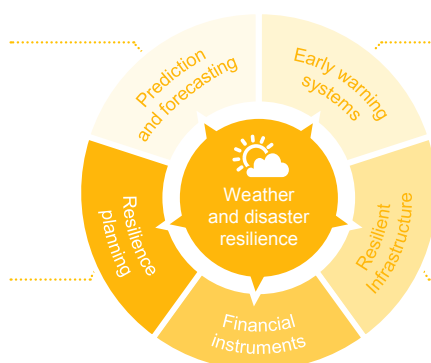 Prediction
and forecasting
Early warning
systems
Weather
and disaster
resilience
Resilience
planning
Resilient
Infrastructure
Financial
instruments